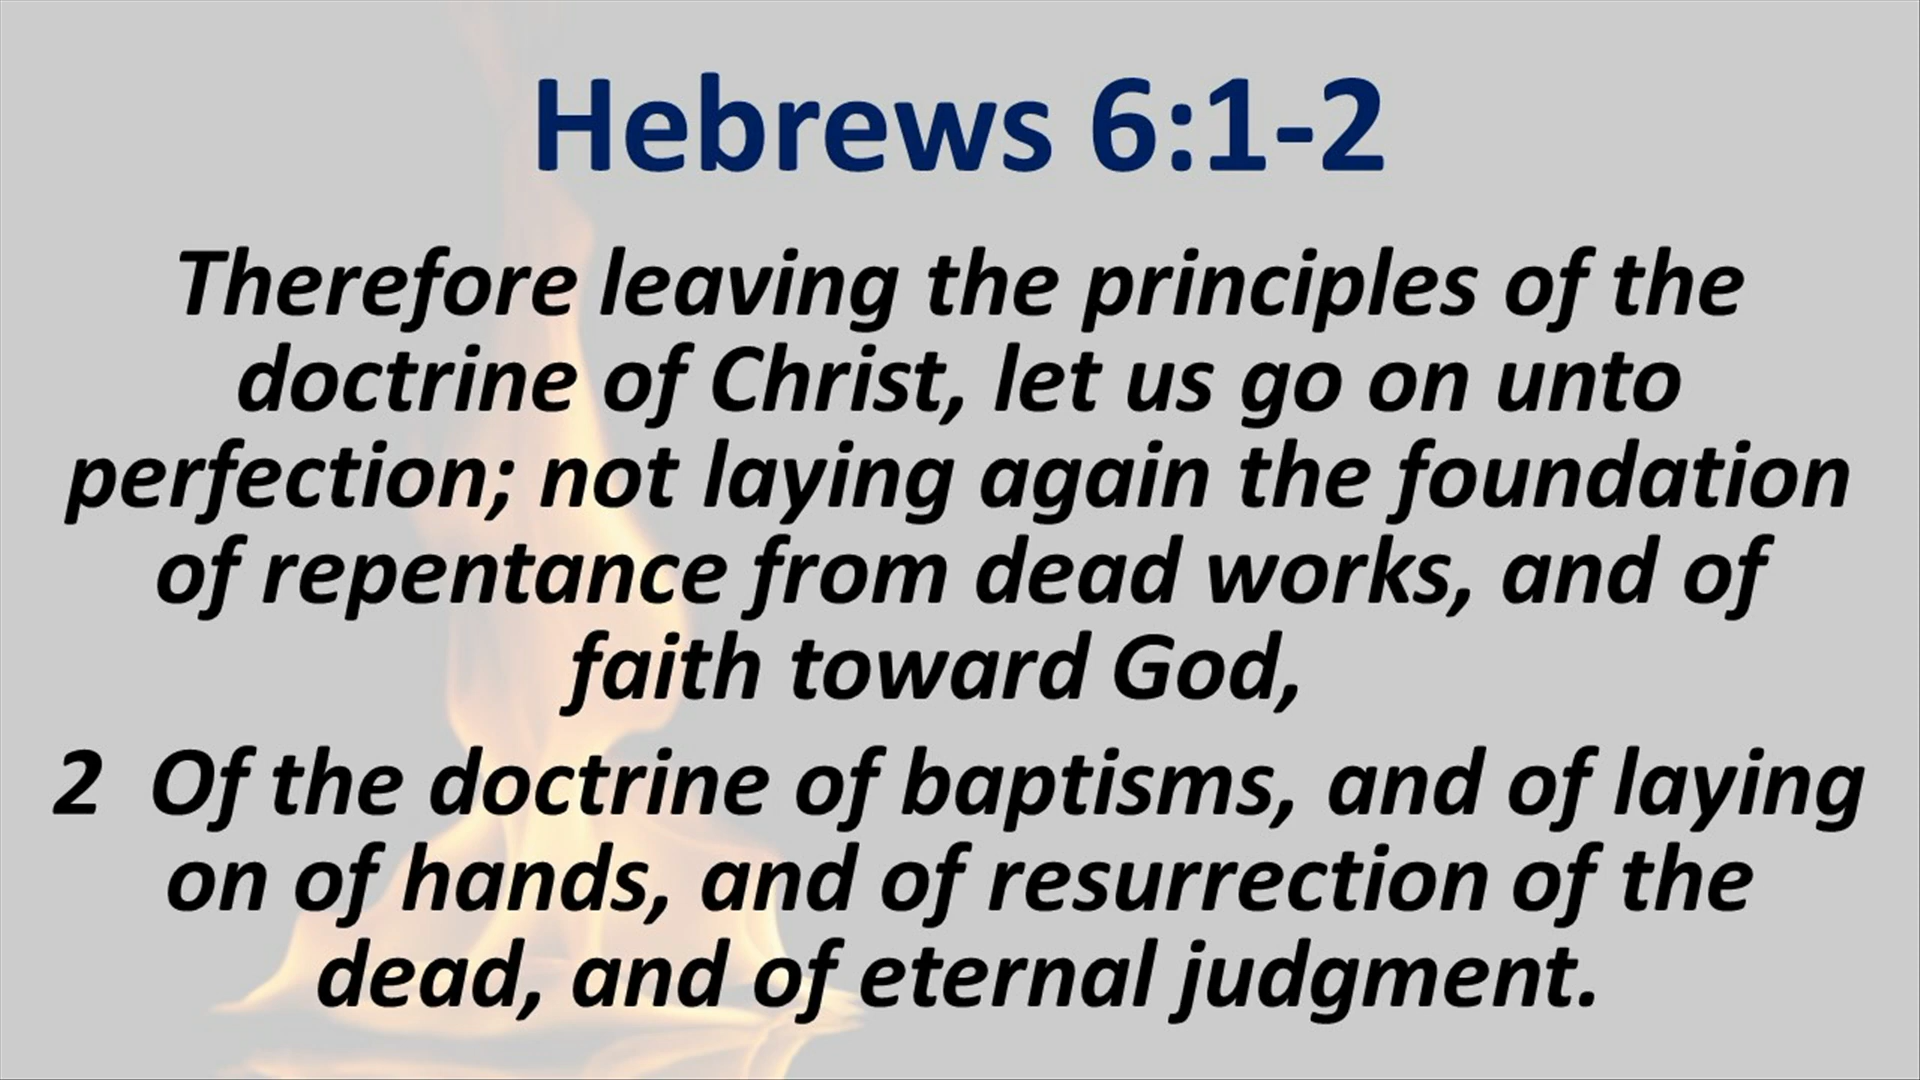 Hebrews 6:1-2
Therefore leaving the principles of the
doctrine of Christ, let us go on unto
perfection; not laying again the foundation
of repentance from dead works, and of
faith toward God,
2 Of the doctrine of baptisms, and of laying
on of hands, and of resurrection of the
dead, and of eternal judgment.